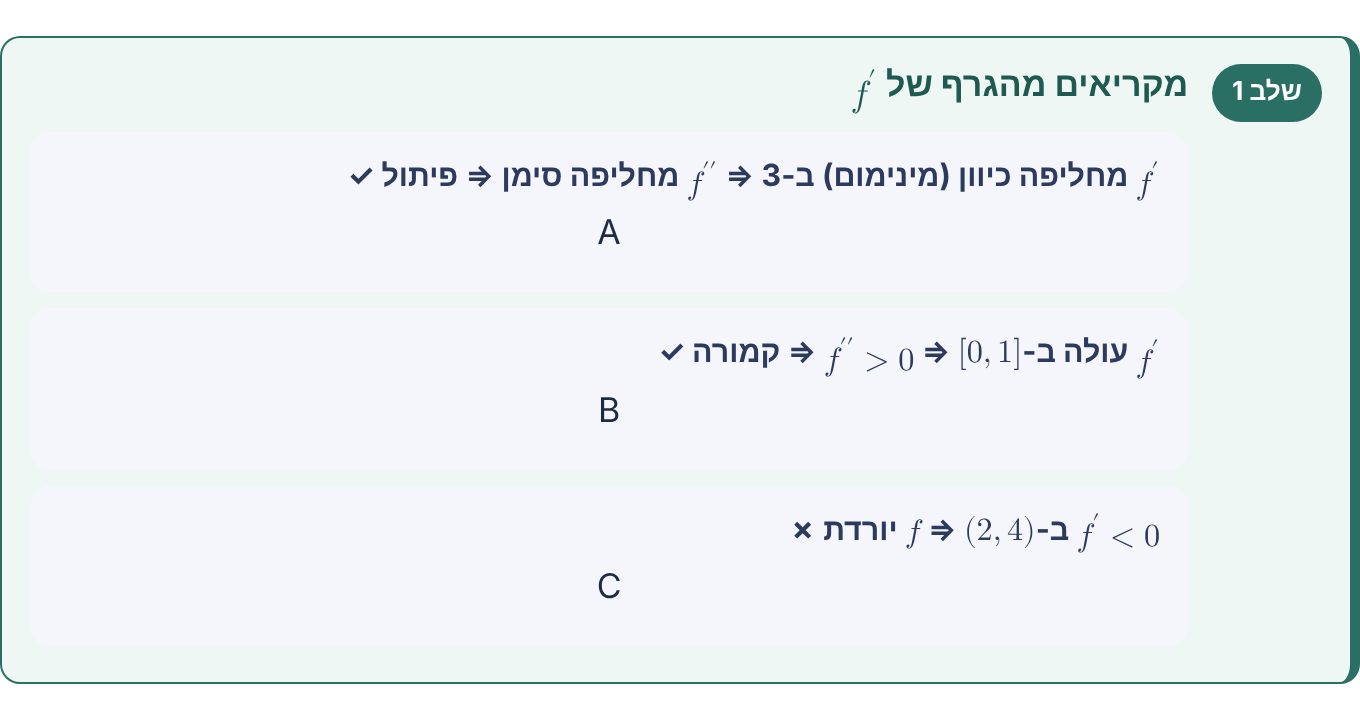 שלב 1
מקריאים מהגרף של f′
f′ מחליפה כיוון (מינימום) ב-3 ⇒ f′′ מחליפה סימן ⇒ פיתול ✓
A
f′ עולה ב-[0, 1] ⇒ f′′ > 0 ⇒ קמורה ✓
B
f′ < 0 ב-(2, 4) ⇒ f יורדת ×
C